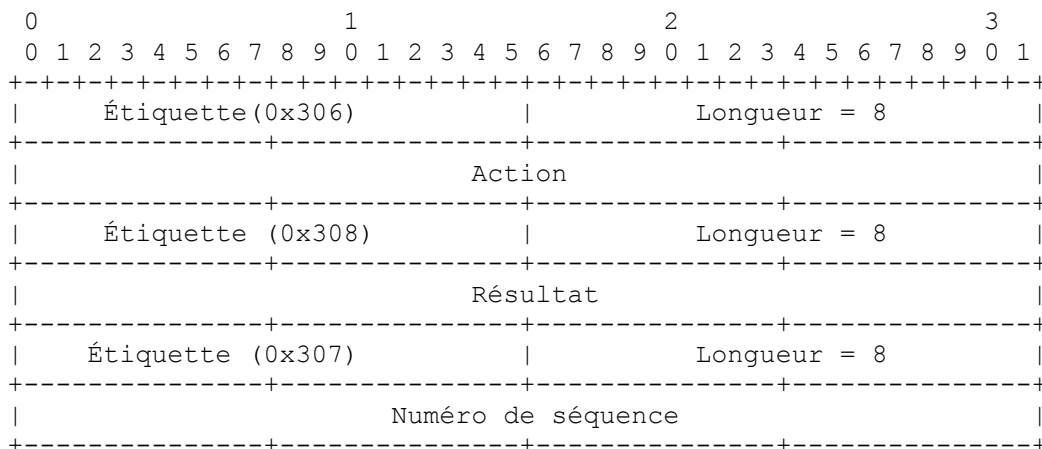 0                   1                   2                   3
 0 1 2 3 4 5 6 7 8 9 0 1 2 3 4 5 6 7 8 9 0 1 2 3 4 5 6 7 8 9 0 1
+-+-+-+-+-+-+-+-+-+-+-+-+-+-+-+-+-+-+-+-+-+-+-+-+-+-+-+-+-+-+-+-+
|     Étiquette(0x306)          |          Longueur = 8         |
+---------------+---------------+---------------+---------------+
|                            Action                             |
+---------------+---------------+---------------+---------------+
|     Étiquette (0x308)         |          Longueur = 8         |
+---------------+---------------+---------------+---------------+
|                            Résultat                           |
+---------------+---------------+---------------+---------------+
|    Étiquette (0x307)          |          Longueur = 8         |
+---------------+---------------+---------------+---------------+
|                       Numéro de séquence                      |
+---------------+---------------+---------------+---------------+